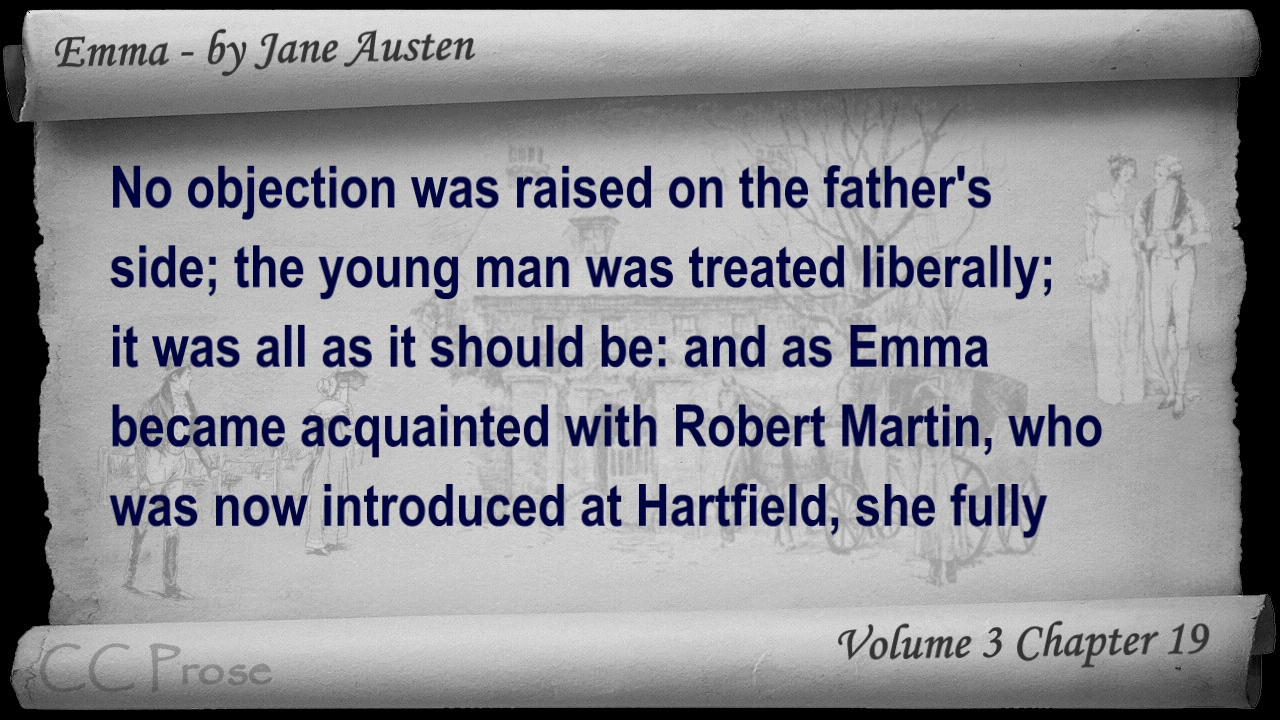 Emma - by Jane Austen
No objection was raised on the father's
side; the young man was treated liberally;
it was all as it should be: and as Emma
became acquainted with Robert Martin, who
was now introduced at Hartfield, she fully
Volume 3 Chapter 19
CC Prose